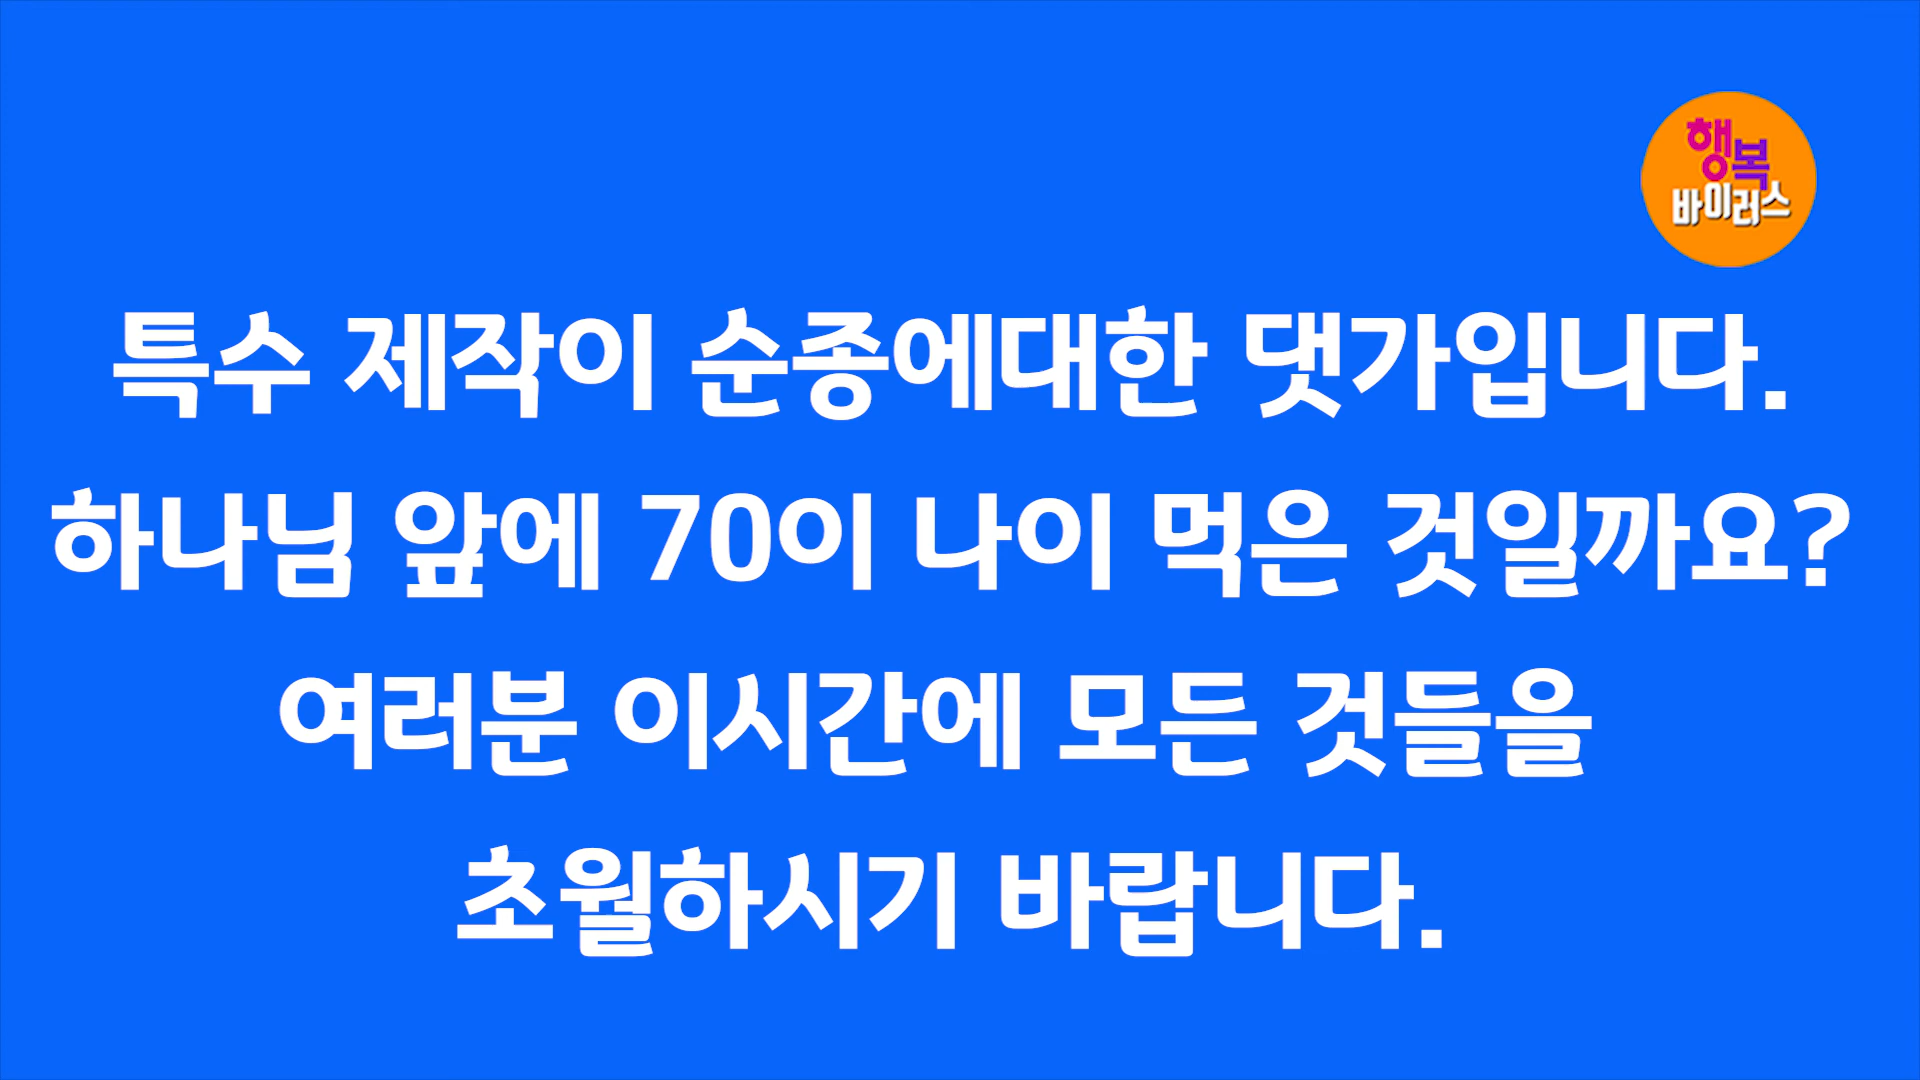 행복
바이러스
특수 제작이 순종에대한 댓가입니다.
하나님 앞에 70이 나이 먹은 것일까요?
여러분 이시간에 모든 것들을
초월하시기 바랍니다.